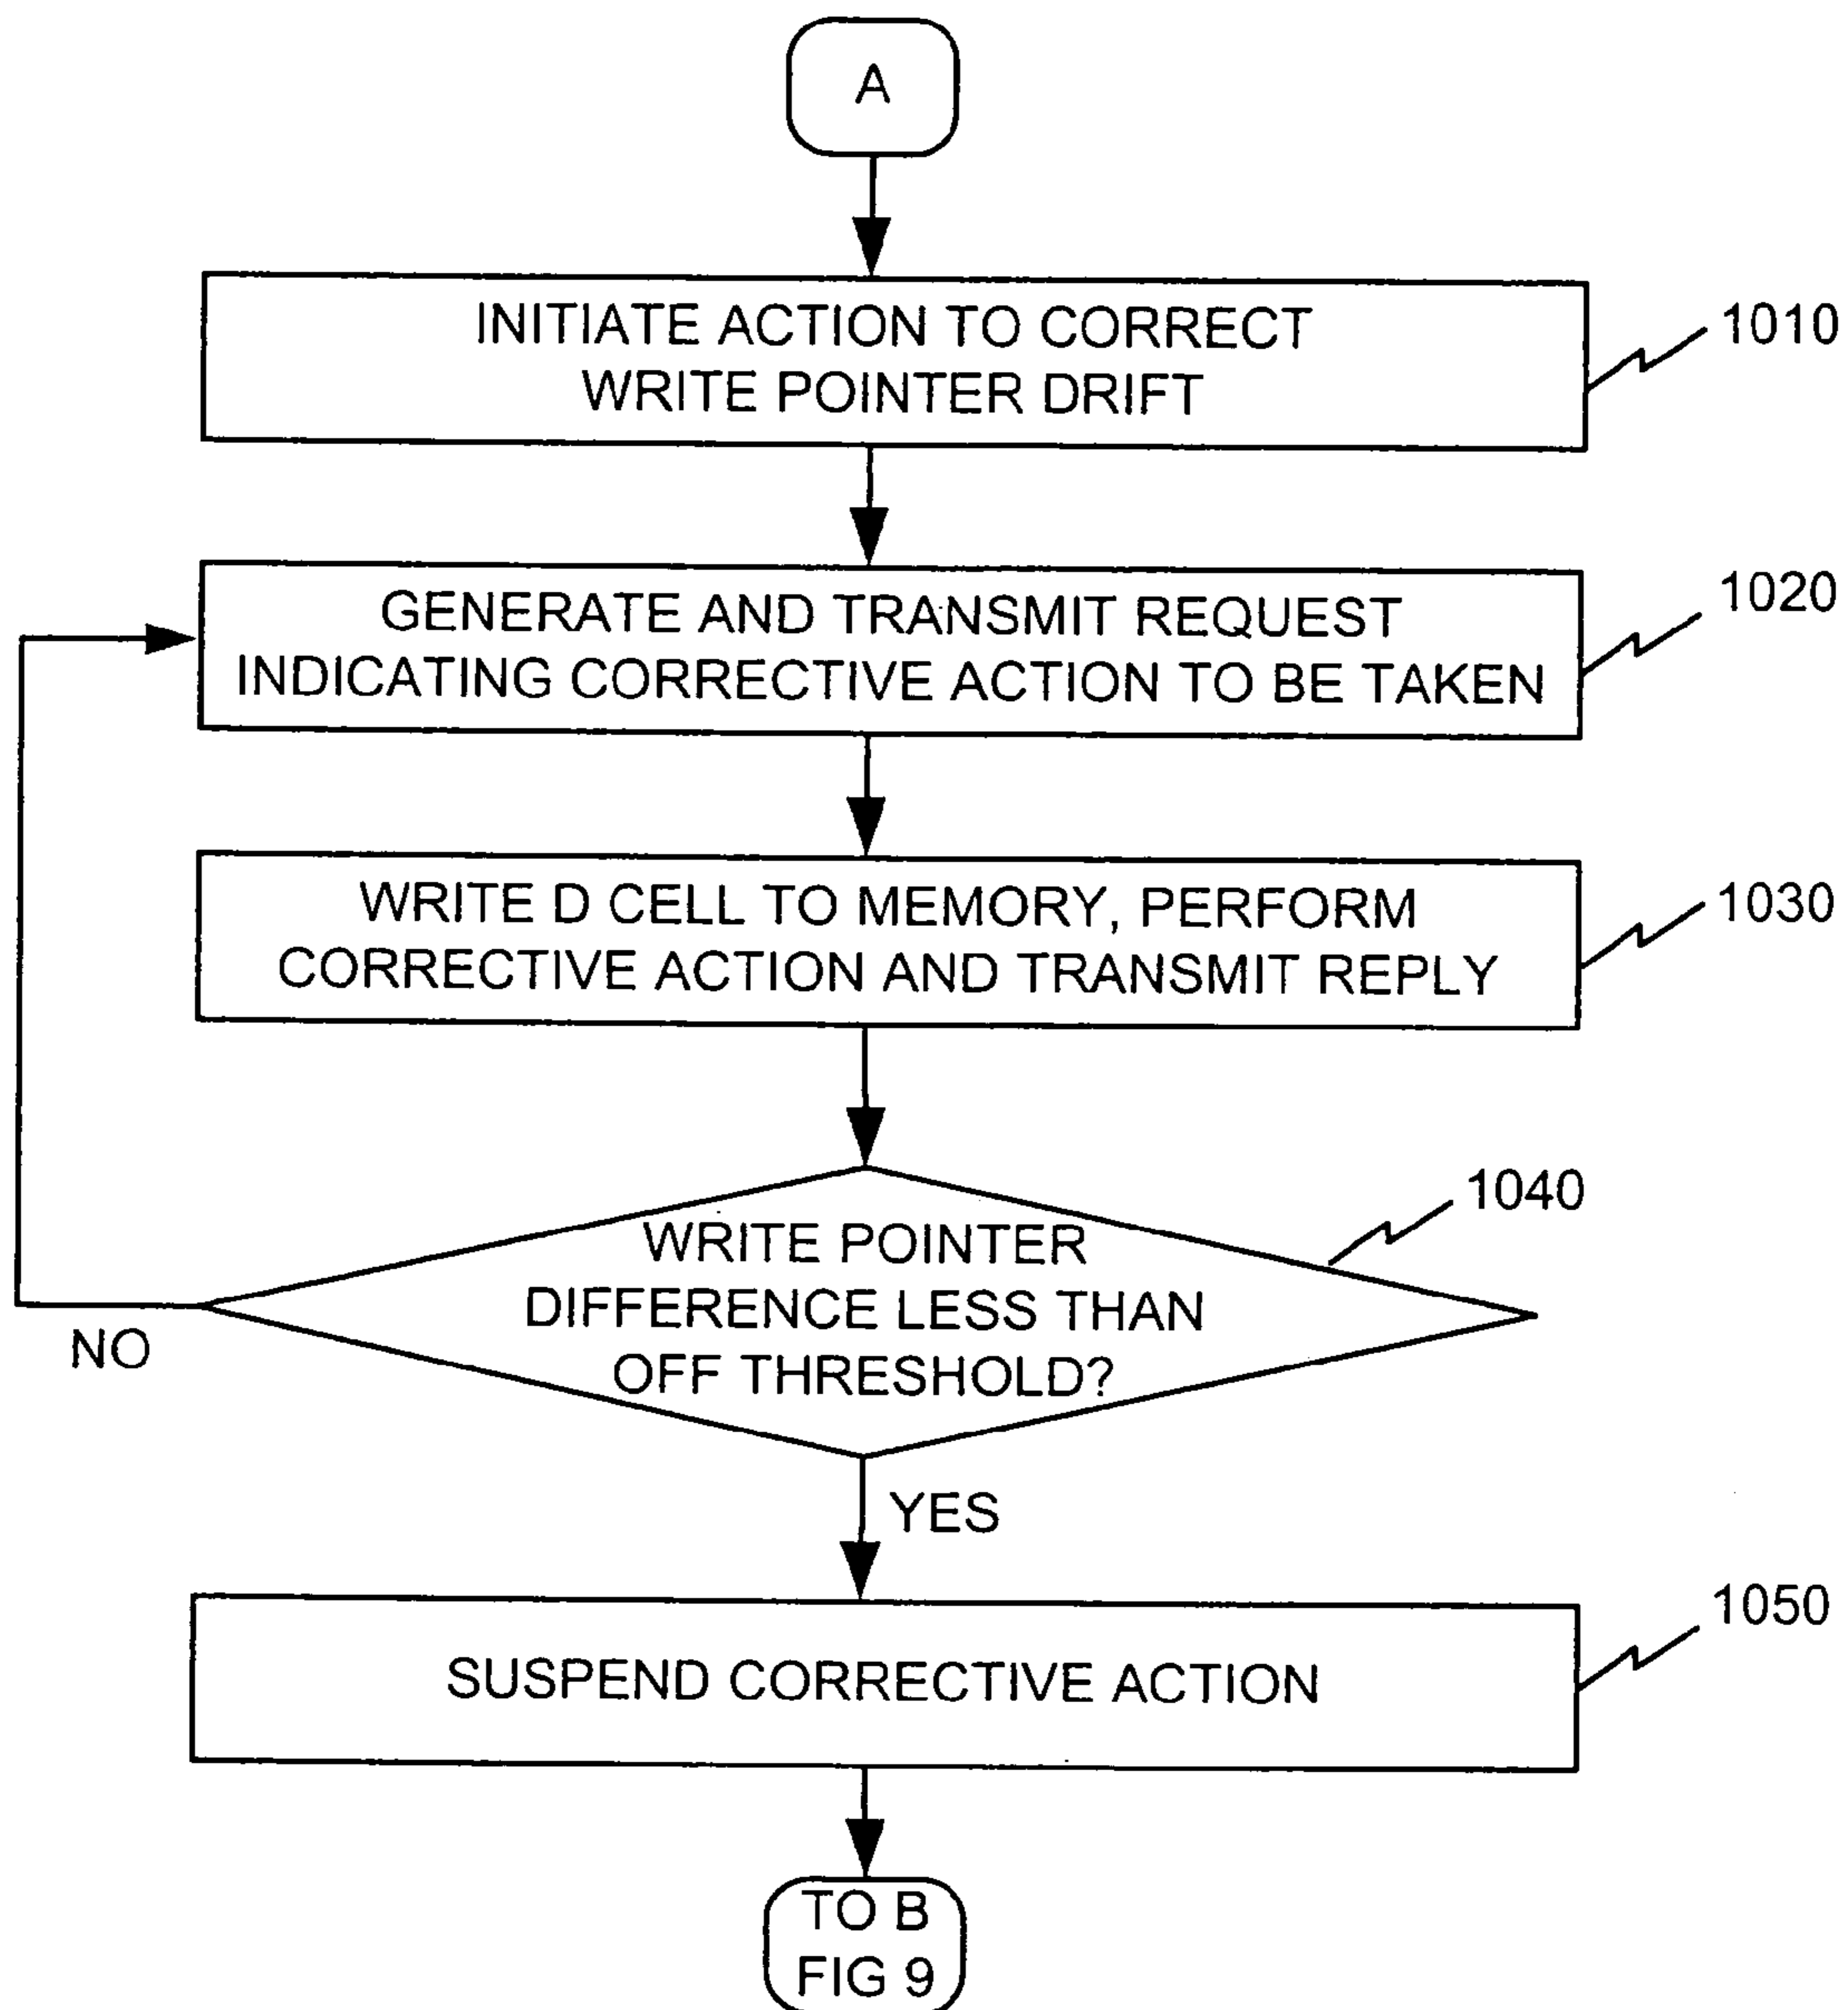 A
INITIATE ACTION TO CORRECT
WRITE POINTER DRIFT
1010
GENERATE AND TRANSMIT REQUEST
INDICATING CORRECTIVE ACTION TO BE TAKEN
1020
WRITE D CELL TO MEMORY, PERFORM
CORRECTIVE ACTION AND TRANSMIT REPLY
1030
1040
WRITE POINTER
DIFFERENCE LESS THAN
OFF THRESHOLD?
NO
YES
SUSPEND CORRECTIVE ACTION
1050
TO B
FIG 9